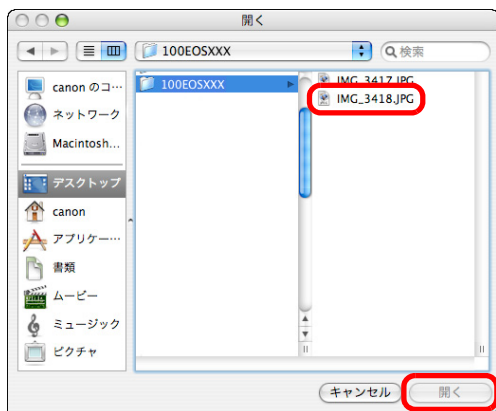 開く
100EOSXXX
検索
canon のコ…
ネットワーク
Macintosh...
デスクトップ
canon
アプリケー…
書類
ムービー
ミュージック
ピクチャ
100EOSXXX
IMG_3417.JPG
IMG_3418.JPG
キャンセル
開く